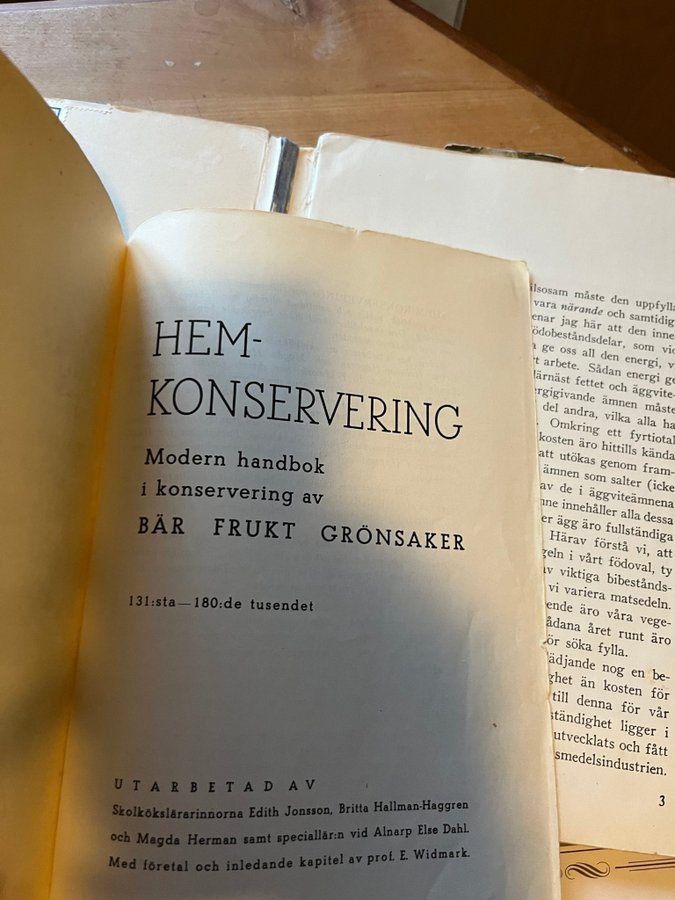 HEM-
KONSERVERING
Modern handbok
i konservering av
BÄR FRUKT GRÖNSAKER
131:sta—180:de tusendet
UTARBETAD AV
Skolkökslärarinnorna Edith Jonsson, Britta Hallman-Haggren
och Magda Herman samt speciallär:n vid Alnarp Else Dahl.
Med företal och inledande kapitel av prof. E. Widmark.
måste den uppfylla
vara närande och samtidig
jag här att den inne-
som
ge oss all den energi,
arbete. Sådan energi
fettet och äggvite-
ämnen måste
del andra, vilka alla ha
Omkring ett fyrtiotal
kosten äro hittills kända
att utökas genom fram-
ämnen som salter (icke
av de i äggviteämnena
innehåller alla dessa
ägg äro fullständiga
Härav förstå vi, att
i vårt födoval, ty
viktiga bibestånds-
vi variera matsedeln.
äro våra vege-
året runt äro
söka fylla.
nog en be-
än kosten för
till denna för vår
ligger i
utvecklats och fått
3